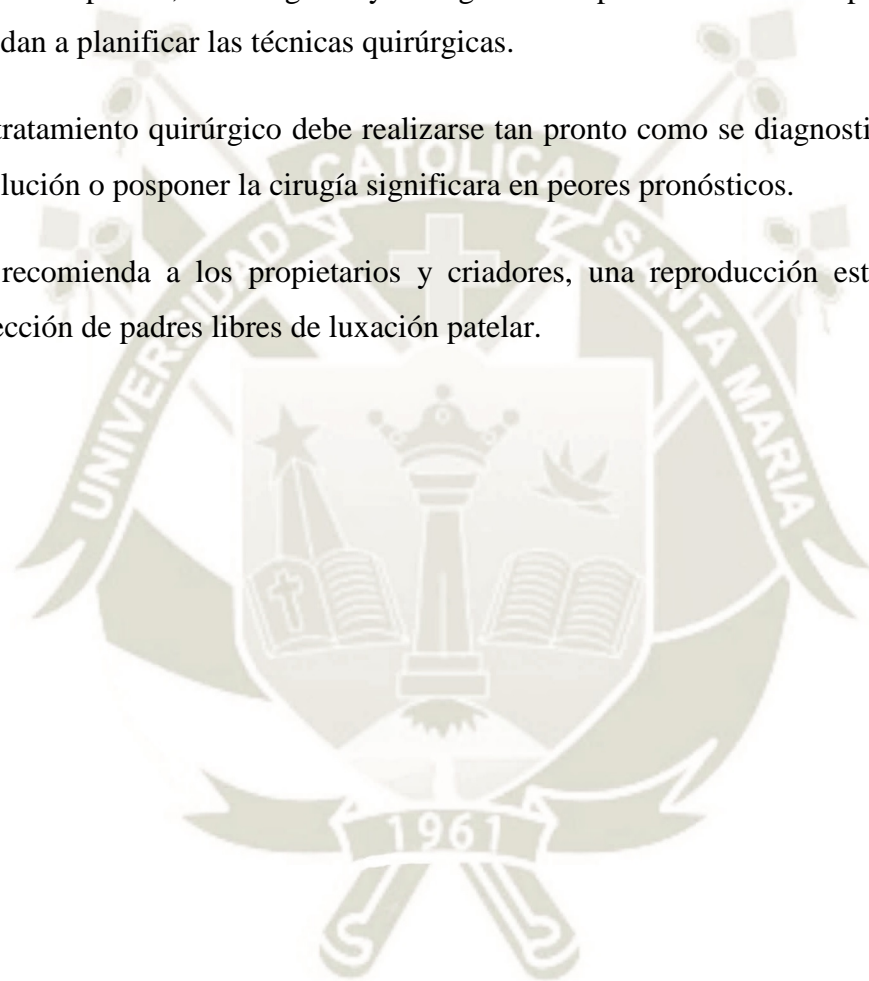 dan a planificar las técnicas quirúrgicas.
tratamiento quirúrgico debe realizarse tan pronto como se diagnosti
lución o posponer la cirugía significara en peores pronósticos.
recomienda a los propietarios y criadores, una reproducción est
ección de padres libres de luxación patelar.
UNIVERSIDAD CATOLICA SANTA MARIA
1961